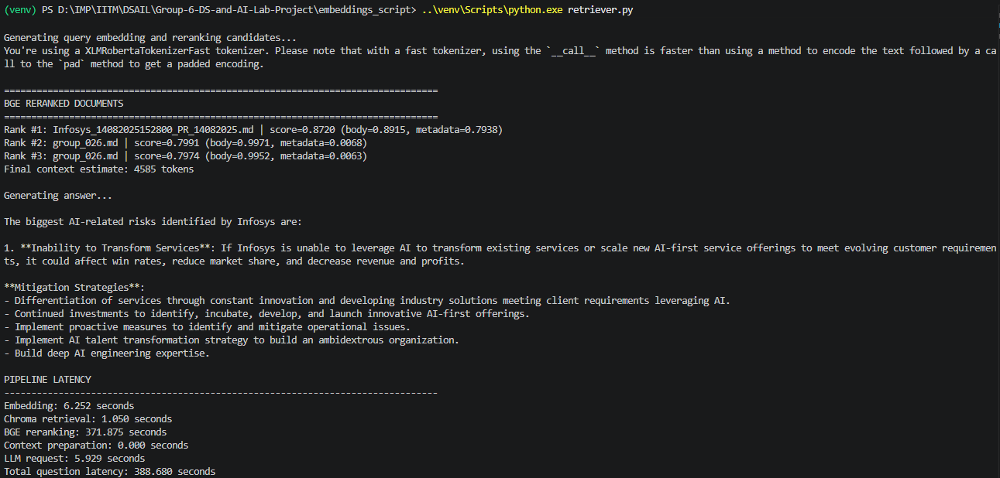 (venv) PS D:\IMP\IITM\DSAIL\Group-6-DS-and-AI-Lab-Project\embeddings_script> ..\venv\Scripts\python.exe retriever.py
Generating query embedding and reranking candidates...
You're using a XLMRobertaTokenizerFast tokenizer. Please note that with a fast tokenizer, using the `__call__` method is faster than using a method to encode the text followed by a ca
ll to the `pad` method to get a padded encoding.
================================================================================
BGE RERANKED DOCUMENTS
================================================================================
Rank #1: Infosys_14082025152800_PR_14082025.md | score=0.8720 (body=0.8915, metadata=0.7938)
Rank #2: group_026.md | score=0.7991 (body=0.9971, metadata=0.0068)
Rank #3: group_026.md | score=0.7974 (body=0.9952, metadata=0.0063)
Final context estimate: 4585 tokens
Generating answer...
The biggest AI-related risks identified by Infosys are:
1. **Inability to Transform Services**: If Infosys is unable to leverage AI to transform existing services or scale new AI-first service offerings to meet evolving customer requiremen
ts, it could affect win rates, reduce market share, and decrease revenue and profits.
**Mitigation Strategies**:
- Differentiation of services through constant innovation and developing industry solutions meeting client requirements leveraging AI.
- Continued investments to identify, incubate, develop, and launch innovative AI-first offerings.
- Implement proactive measures to identify and mitigate operational issues.
- Implement AI talent transformation strategy to build an ambidextrous organization.
- Build deep AI engineering expertise.
PIPELINE LATENCY
--------------------------------------------------------------------------------
Embedding: 6.252 seconds
Chroma retrieval: 1.050 seconds
BGE reranking: 371.875 seconds
Context preparation: 0.000 seconds
LLM request: 5.929 seconds
Total question latency: 388.680 seconds